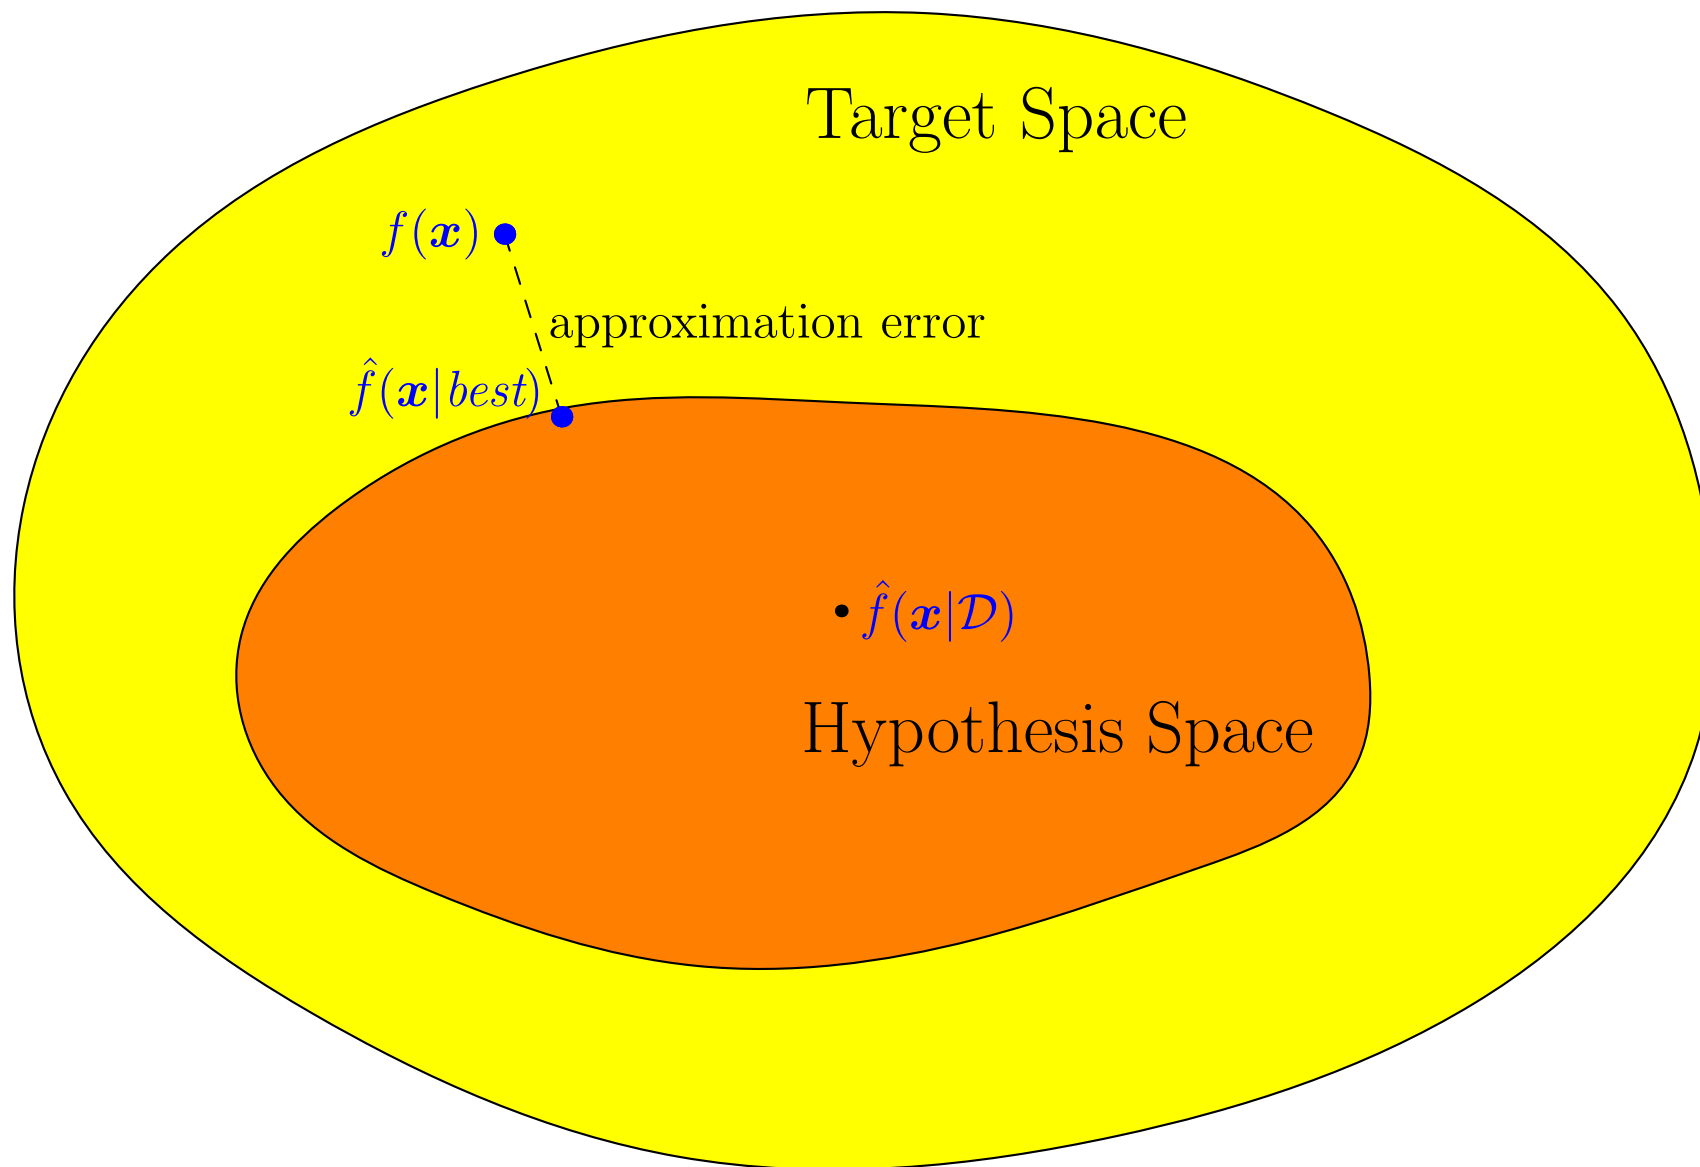 Target Space
f(x)
approximation error
f̂(x|best)
f̂(x|𝒟)
Hypothesis Space